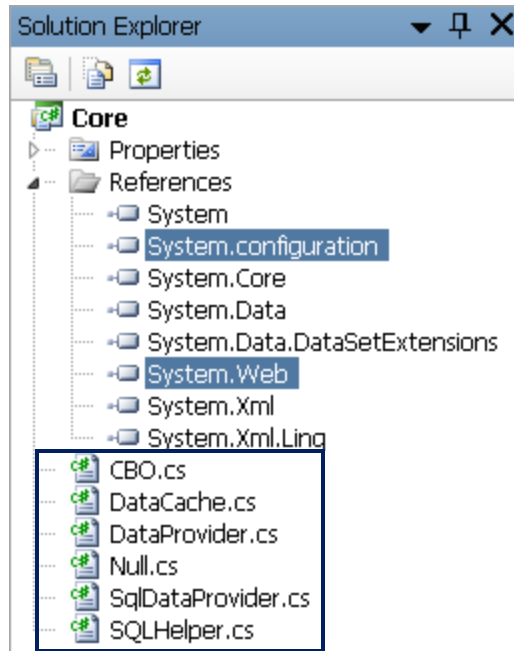 Solution Explorer
Core
Properties
References
System
System.configuration
System.Core
System.Data
System.Data.DataSetExtensions
System.Web
System.Xml
System.Xml.Linq
CBO.cs
DataCache.cs
DataProvider.cs
Null.cs
SqlDataProvider.cs
SQLHelper.cs